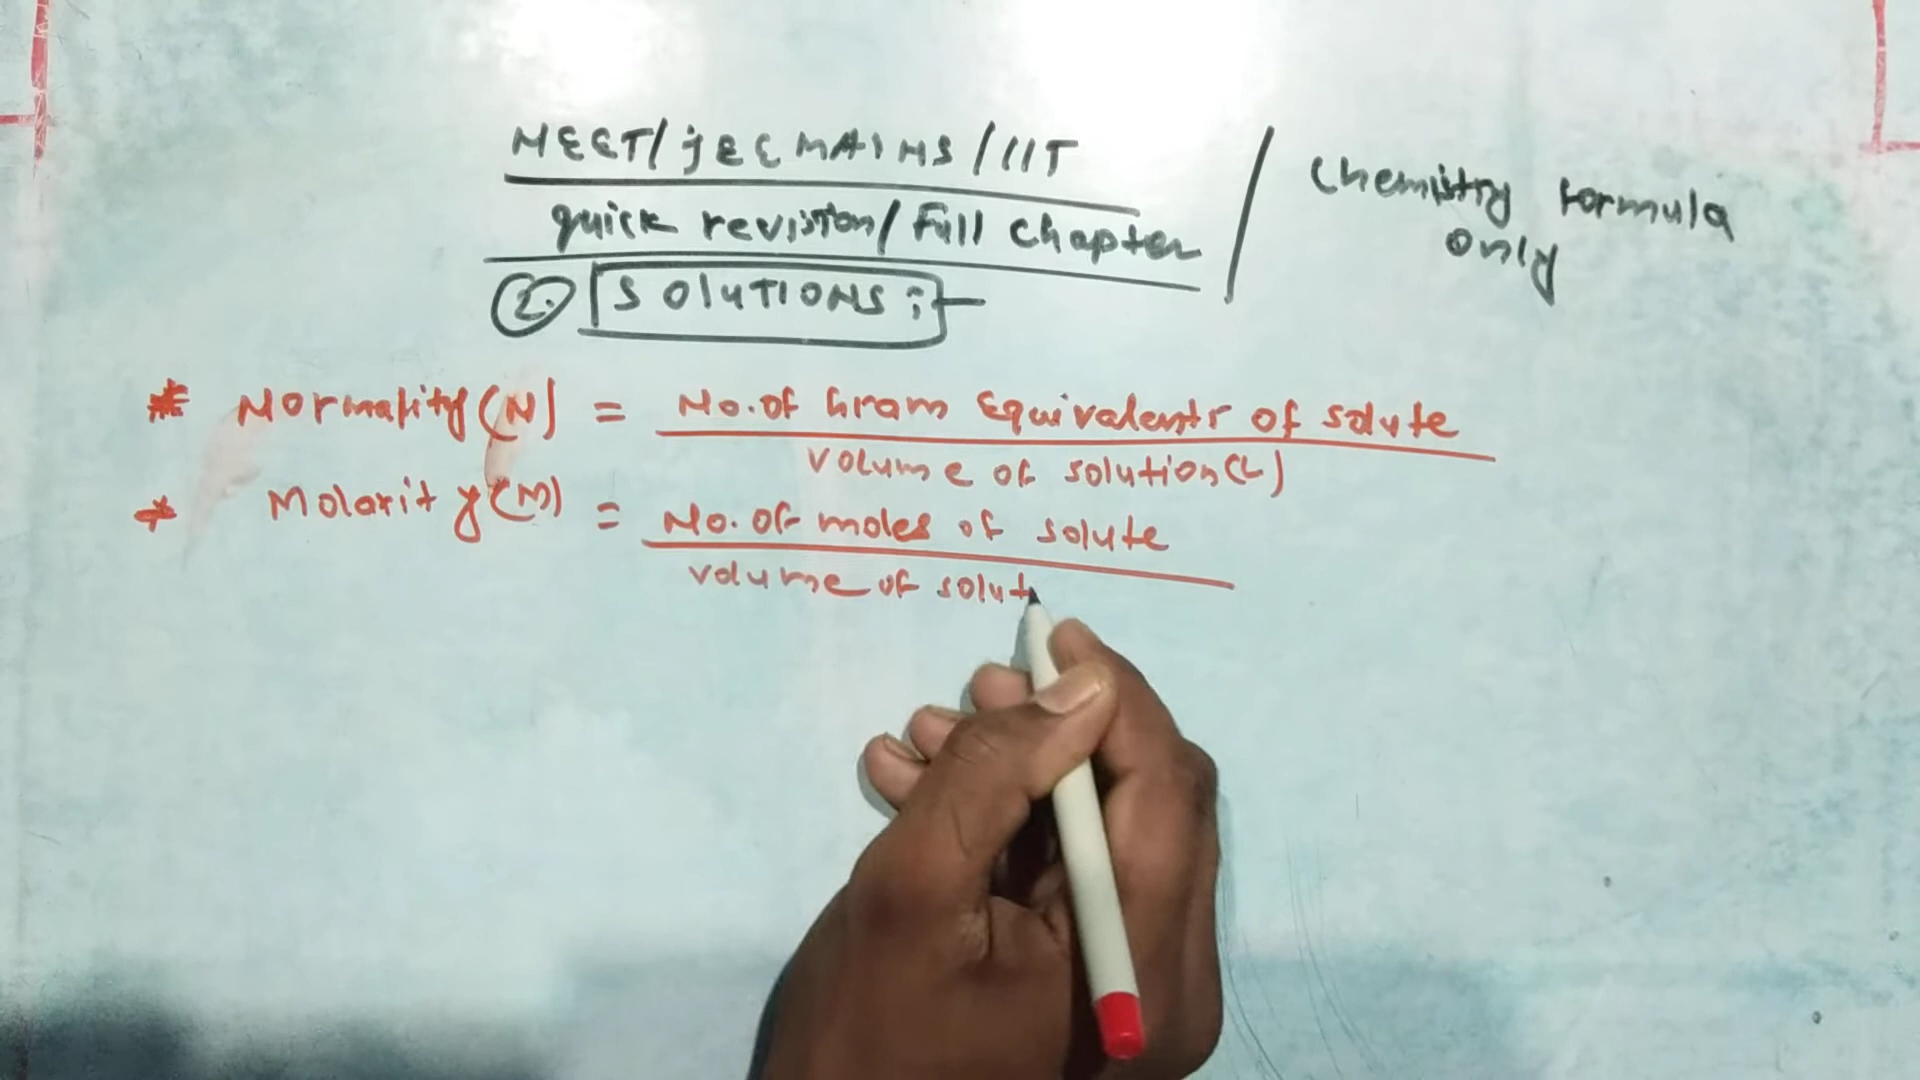 NEET/jEE MAINS/IIT
quick revision/Full chapter
Chemistry formula
only
2. SOlUTIONS :-
* Normality(N) = No.of Gram Equivalents of solute
volume of solution(L)
* Molarity(M) = No.of moles of solute
volume of solut